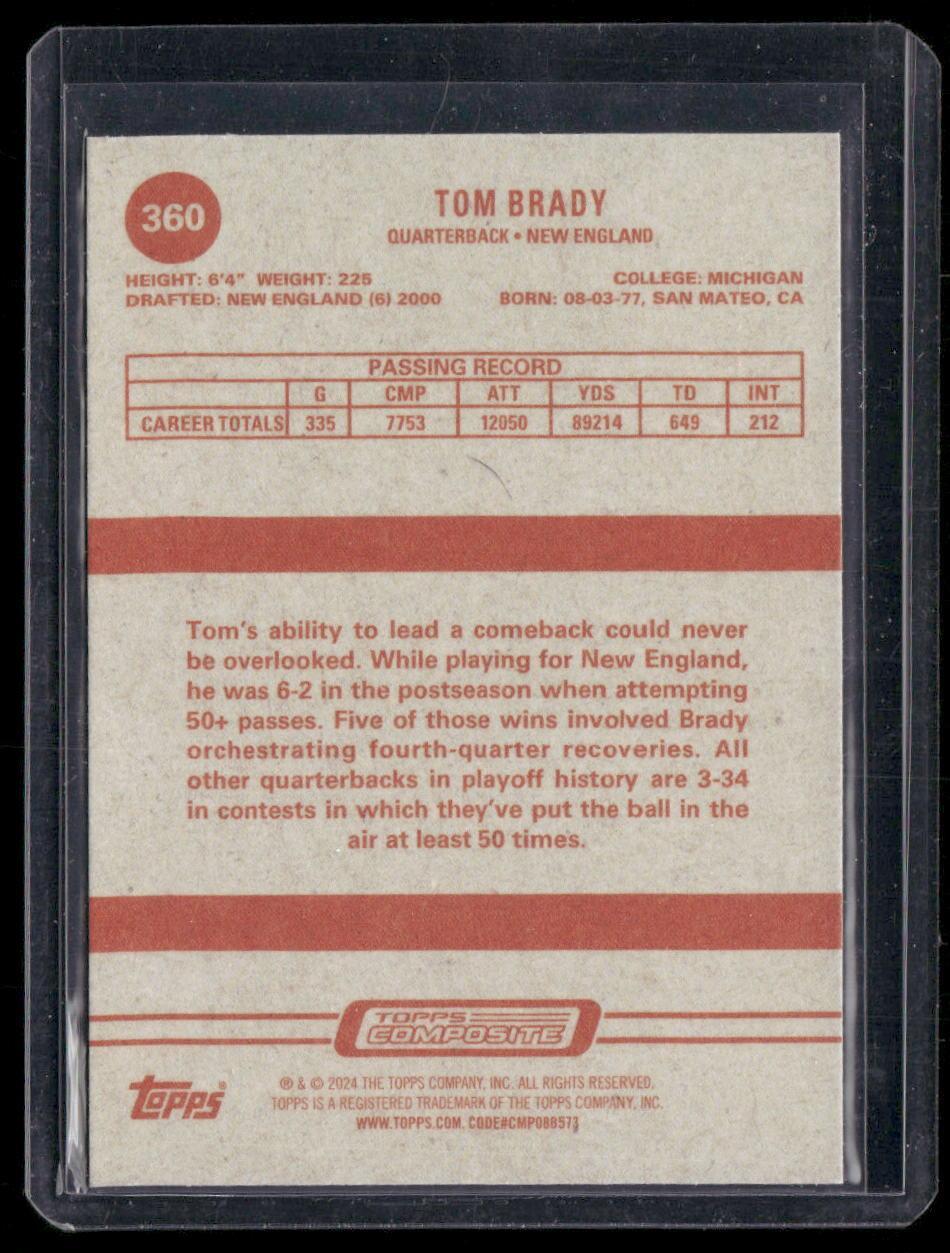 360
TOM BRADY
QUARTERBACK • NEW ENGLAND
HEIGHT: 6'4" WEIGHT: 225
COLLEGE: MICHIGAN
DRAFTED: NEW ENGLAND (6) 2000
BORN: 08-03-77, SAN MATEO, CA
PASSING RECORD
G CMP ATT YDS TD INT
CAREER TOTALS 335 7753 12050 89214 649 212
Tom's ability to lead a comeback could never
be overlooked. While playing for New England,
he was 6-2 in the postseason when attempting
50+ passes. Five of those wins involved Brady
orchestrating fourth-quarter recoveries. All
other quarterbacks in playoff history are 3-34
in contests in which they've put the ball in the
air at least 50 times.
TOPPS
COMPOSITE
Topps®
® & © 2024 THE TOPPS COMPANY, INC. ALL RIGHTS RESERVED.
TOPPS IS A REGISTERED TRADEMARK OF THE TOPPS COMPANY, INC.
WWW.TOPPS.COM. CODE#CMP088573